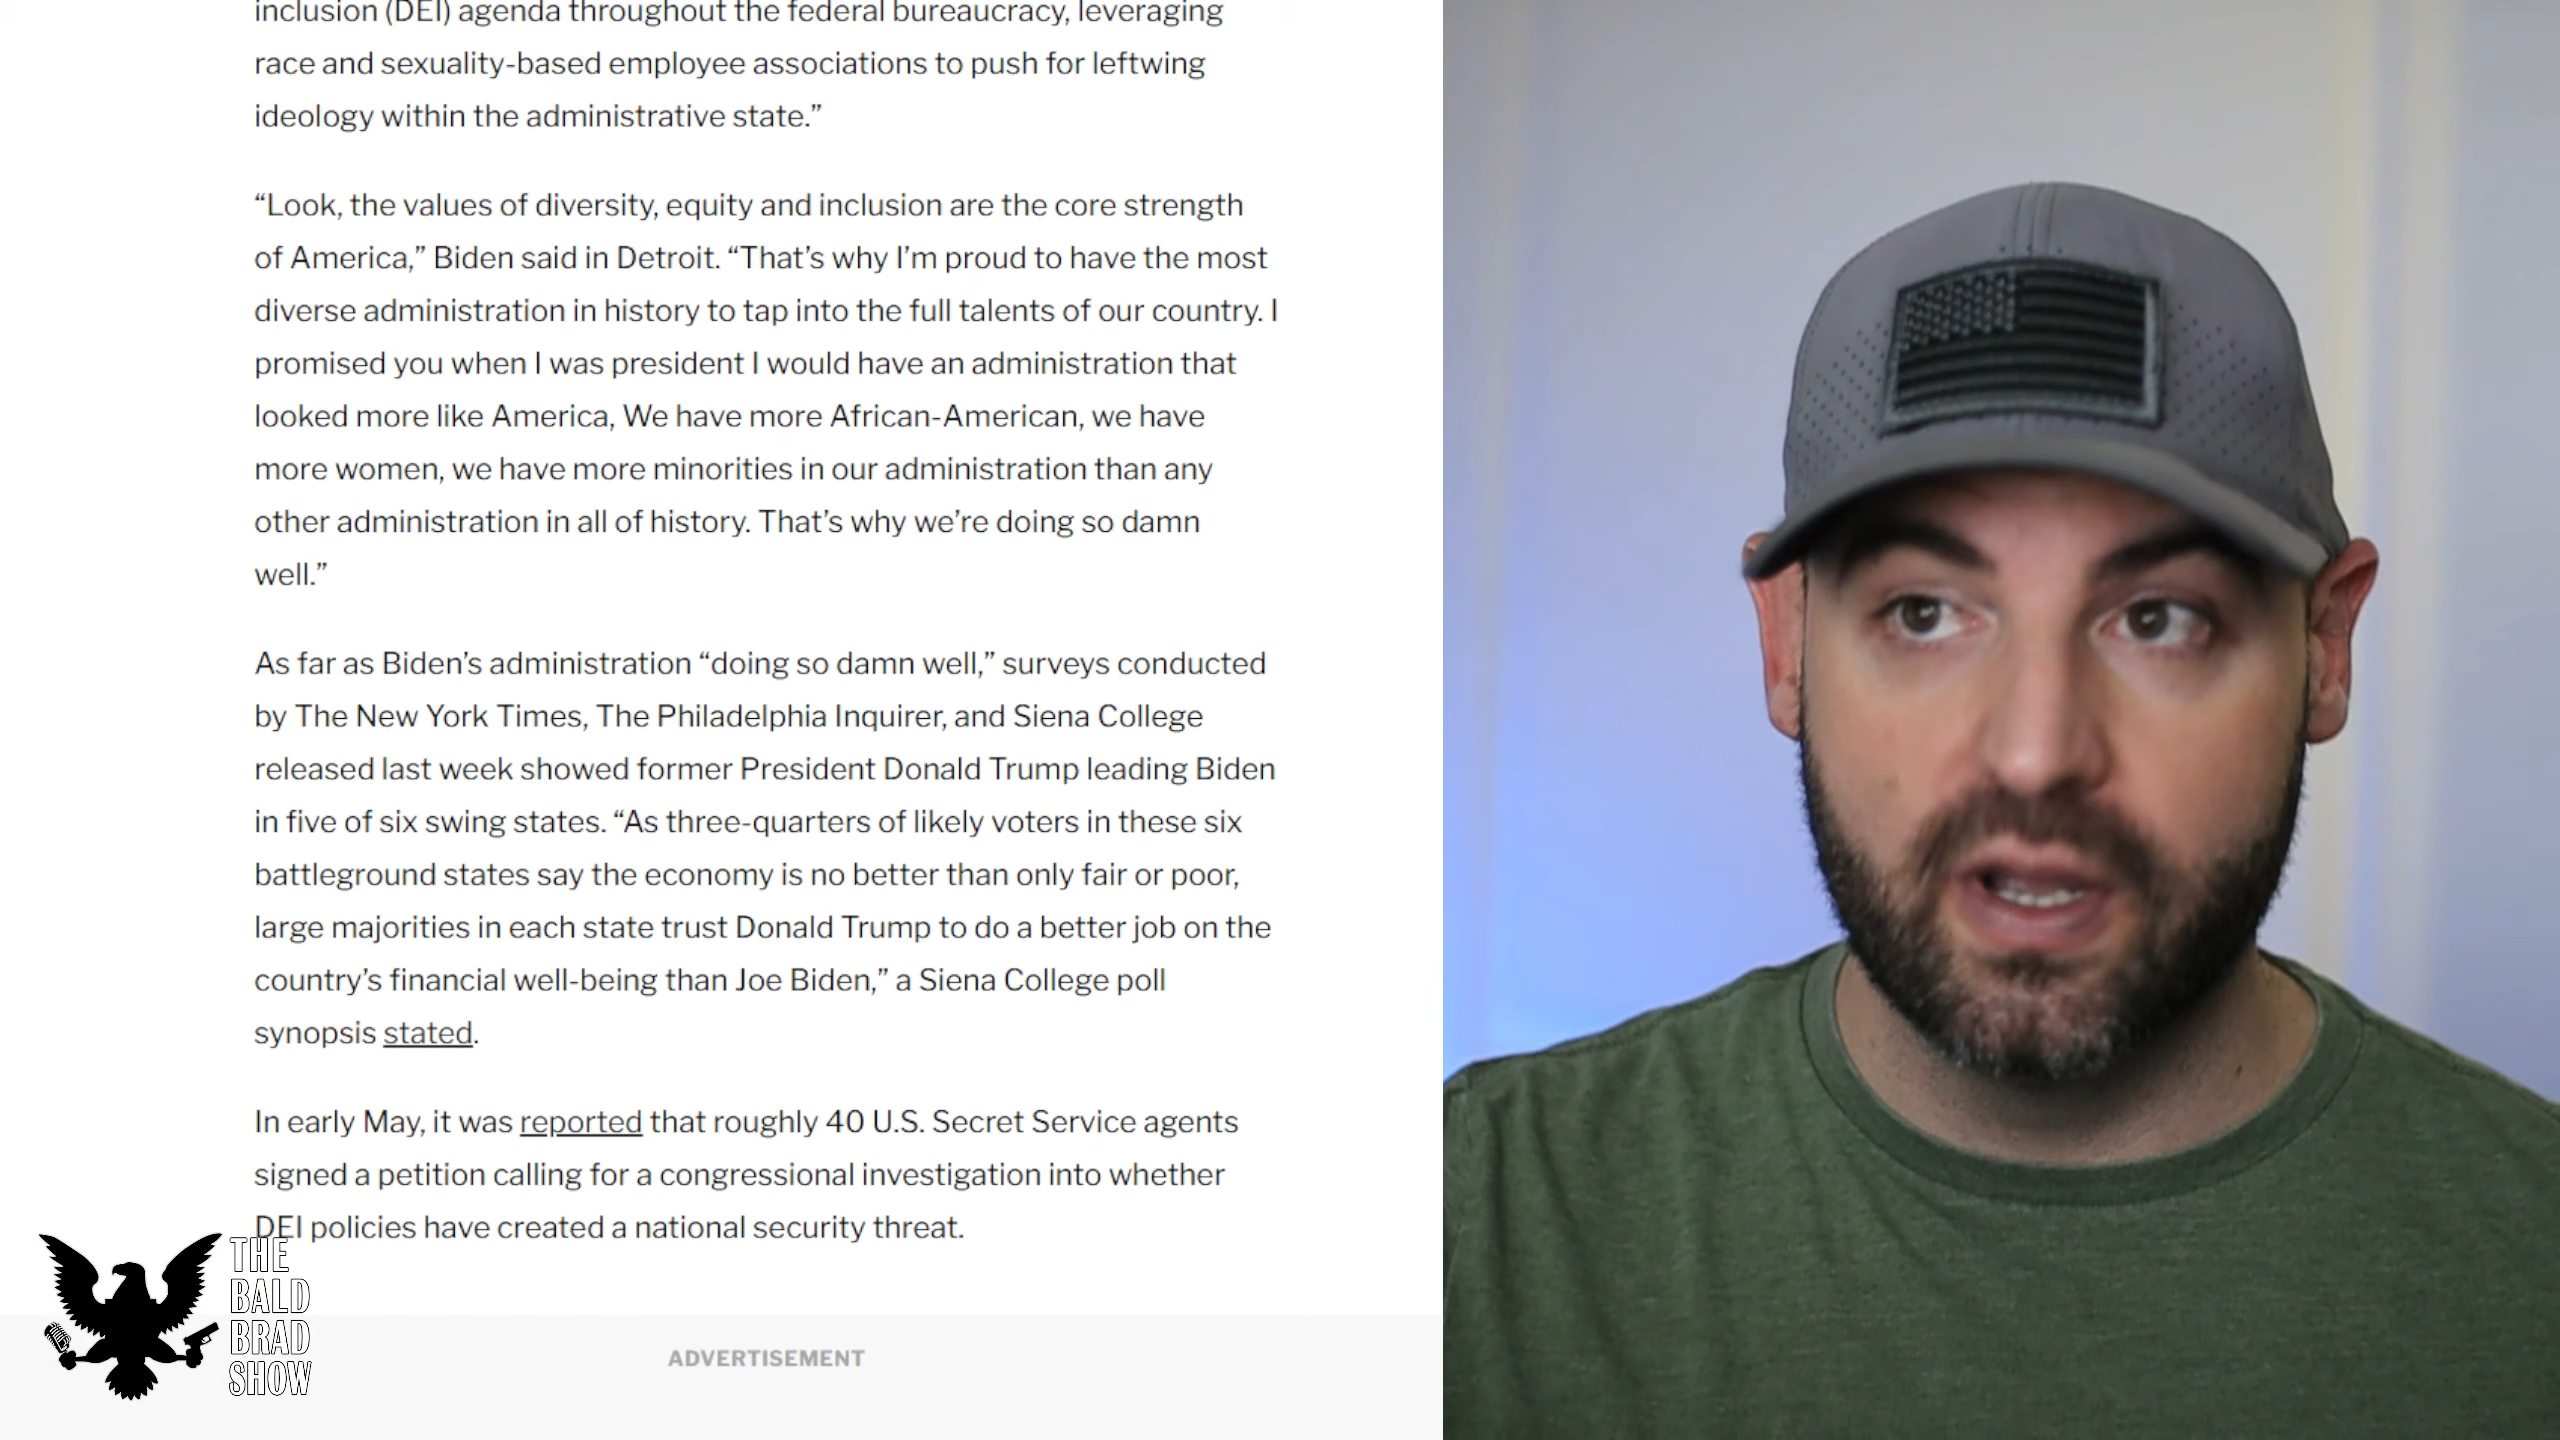 inclusion (DEI) agenda throughout the federal bureaucracy, leveraging
race and sexuality-based employee associations to push for leftwing
ideology within the administrative state.”
“Look, the values of diversity, equity and inclusion are the core strength
of America,” Biden said in Detroit. “That’s why I’m proud to have the most
diverse administration in history to tap into the full talents of our country. I
promised you when I was president I would have an administration that
looked more like America, We have more African-American, we have
more women, we have more minorities in our administration than any
other administration in all of history. That’s why we’re doing so damn
well.”
As far as Biden’s administration “doing so damn well,” surveys conducted
by The New York Times, The Philadelphia Inquirer, and Siena College
released last week showed former President Donald Trump leading Biden
in five of six swing states. “As three-quarters of likely voters in these six
battleground states say the economy is no better than only fair or poor,
large majorities in each state trust Donald Trump to do a better job on the
country’s financial well-being than Joe Biden,” a Siena College poll
synopsis stated.
In early May, it was reported that roughly 40 U.S. Secret Service agents
signed a petition calling for a congressional investigation into whether
DEI policies have created a national security threat.
THE
BALD
BRAD
SHOW
ADVERTISEMENT